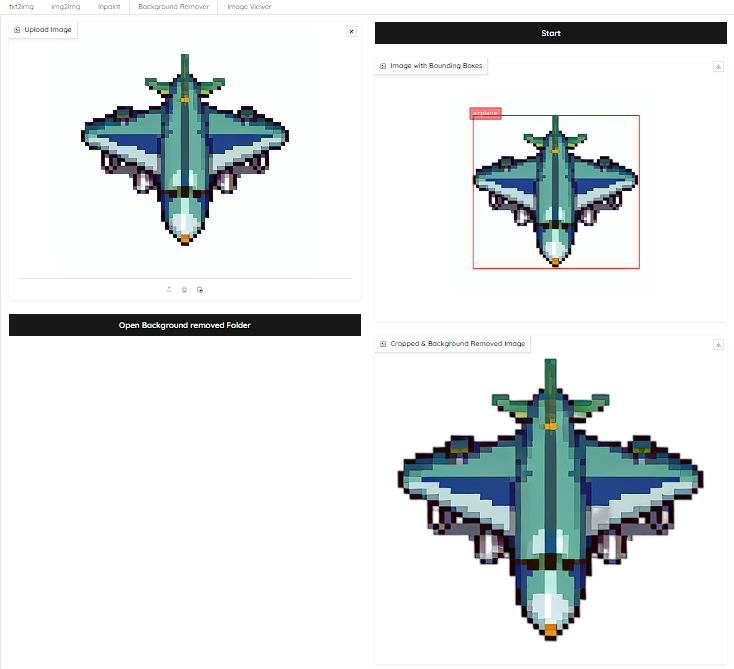 txt2img img2img Inpaint Background Remover Image Viewer
Upload Image
Open Background removed Folder
Start
Image with Bounding Boxes
airplane
Cropped & Background Removed Image